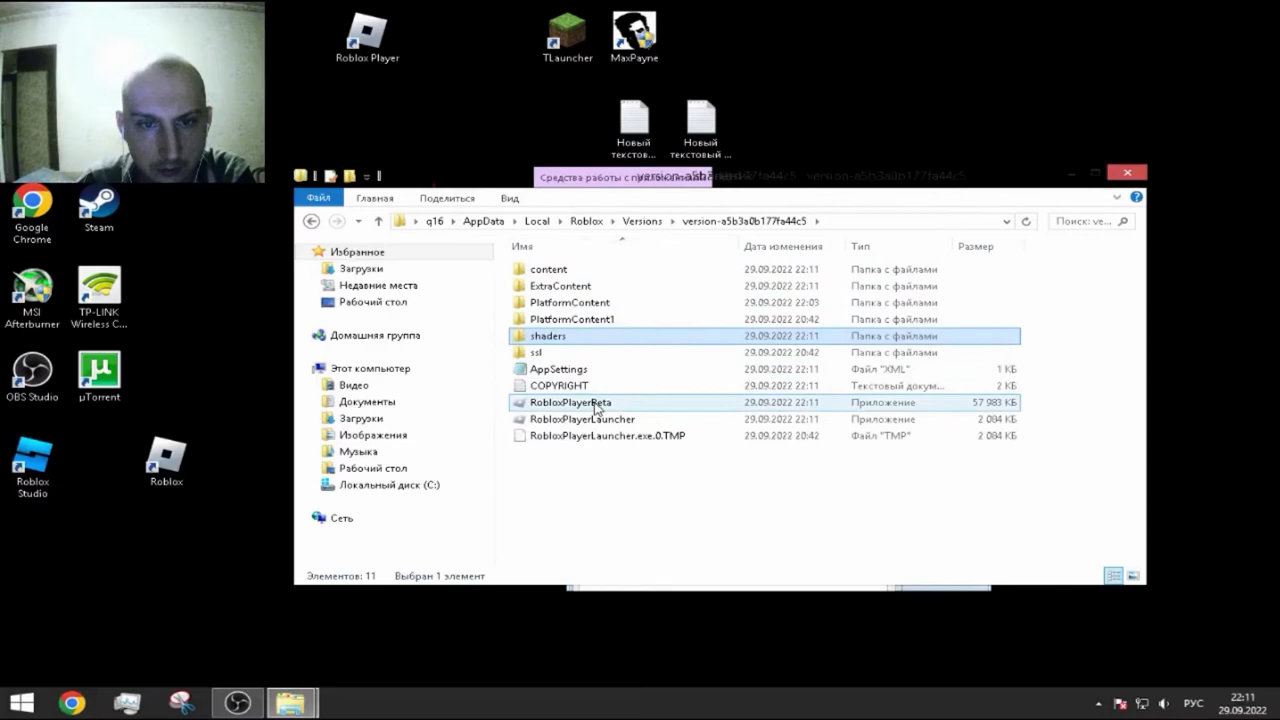 Roblox Player
TLauncher
MaxPayne
Новый
текстов...
Новый
текстовый ...
Google
Chrome
Steam
MSI
Afterburner
TP-LINK
Wireless C...
OBS Studio
µTorrent
Roblox
Studio
Roblox
Файл
Главная
Поделиться
Вид
q16
AppData
Local
Roblox
Versions
version-a5b3a0b177fa44c5
Поиск: ve...
Избранное
Загрузки
Недавние места
Рабочий стол
Домашняя группа
Этот компьютер
Видео
Документы
Загрузки
Изображения
Музыка
Рабочий стол
Локальный диск (C:)
Сеть
Имя Дата изменения Тип Размер
content 29.09.2022 22:11 Папка с файлами
ExtraContent 29.09.2022 22:11 Папка с файлами
PlatformContent 29.09.2022 22:03 Папка с файлами
PlatformContent1 29.09.2022 20:42 Папка с файлами
shaders 29.09.2022 22:11 Папка с файлами
ssl 29.09.2022 20:42 Папка с файлами
AppSettings 29.09.2022 22:11 Файл "XML" 1 КБ
COPYRIGHT 29.09.2022 22:11 Текстовый докум... 2 КБ
RobloxPlayerBeta 29.09.2022 22:11 Приложение 57 983 КБ
RobloxPlayerLauncher 29.09.2022 22:11 Приложение 2 084 КБ
RobloxPlayerLauncher.exe.0.TMP 29.09.2022 20:42 Файл "TMP" 2 084 КБ
Элементов: 11
Выбран 1 элемент
РУС
22:11
29.09.2022